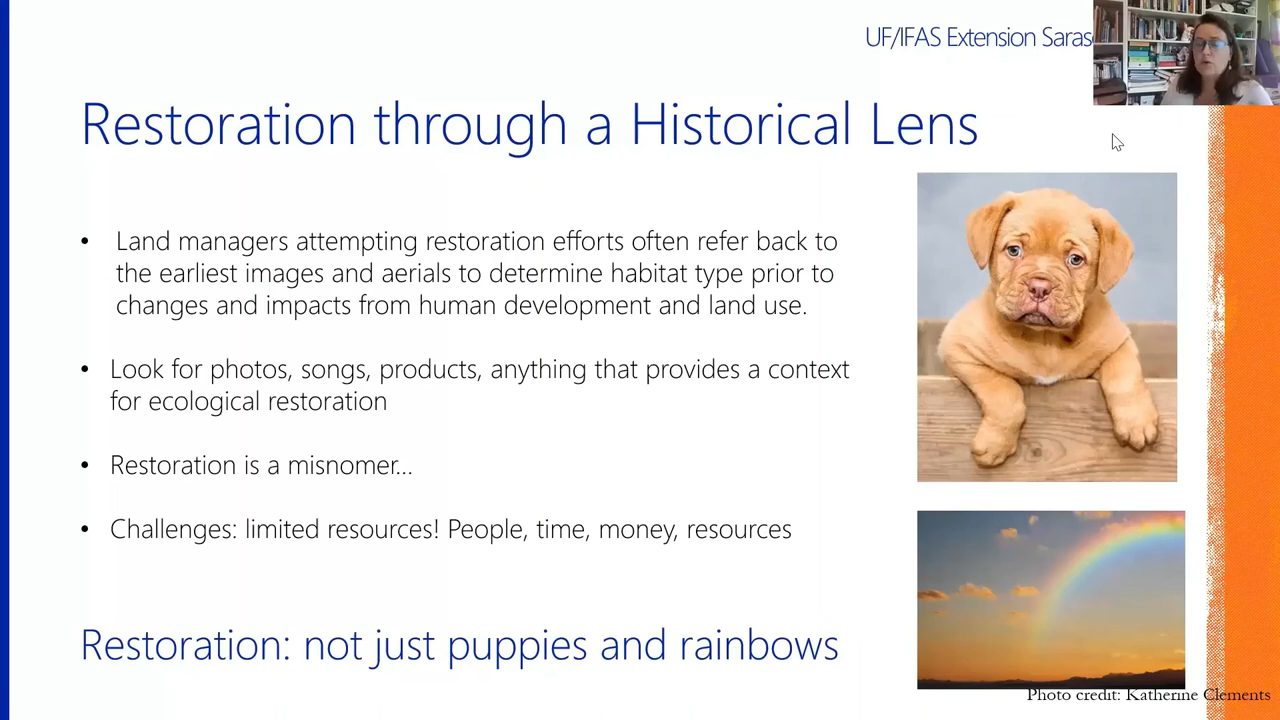 UF/IFAS Extension
Restoration through a Historical Lens
• Land managers attempting restoration efforts often refer back to
the earliest images and aerials to determine habitat type prior to
changes and impacts from human development and land use.
• Look for photos, songs, products, anything that provides a context
for ecological restoration
• Restoration is a misnomer...
• Challenges: limited resources! People, time, money, resources
Restoration: not just puppies and rainbows
Photo credit: Katherine Clements